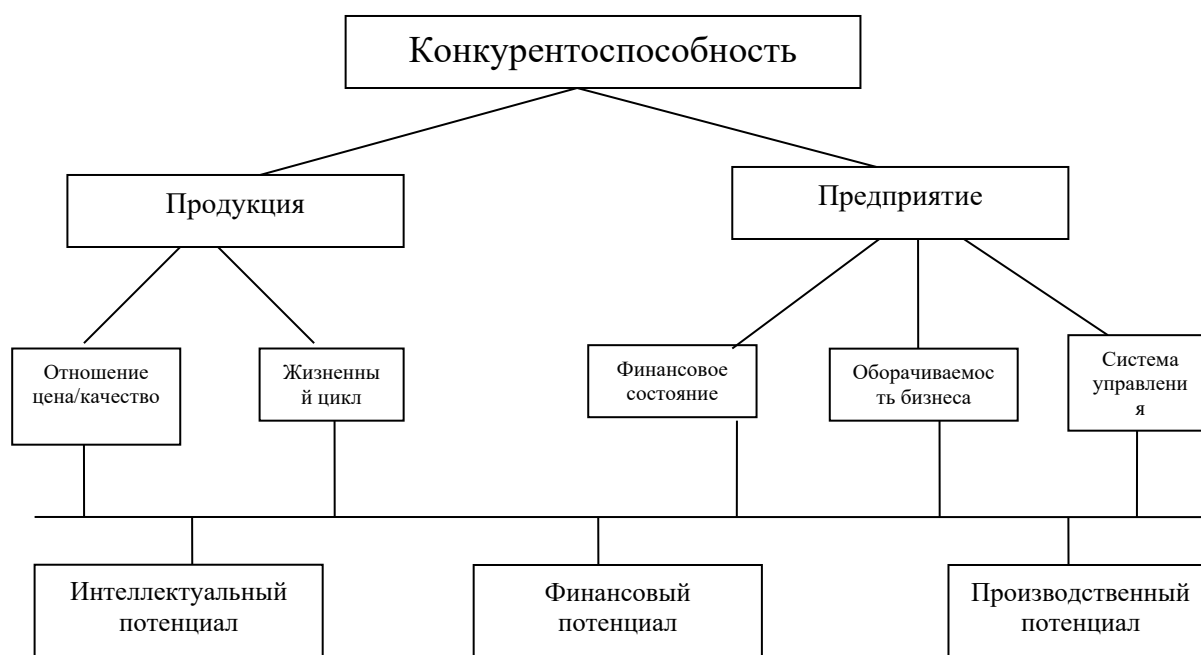 Конкурентоспособность
Продукция
Предприятие
Отношение
цена/качество
Жизненны
й цикл
Финансовое
состояние
Оборачиваемос
ть бизнеса
Система
управлени
я
Интеллектуальный
потенциал
Финансовый
потенциал
Производственный
потенциал